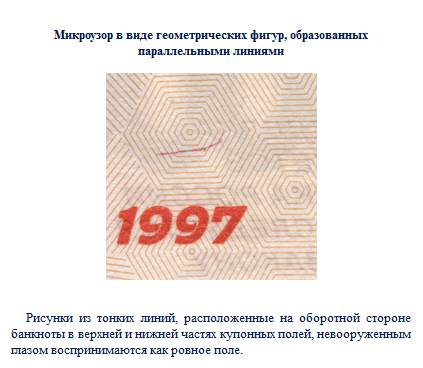 Микроузор в виде геометрических фигур, образованных
параллельными линиями
1997
Рисунки из тонких линий, расположенные на оборотной стороне
банкноты в верхней и нижней частях купонных полей, невооруженным
глазом воспринимаются как ровное поле.